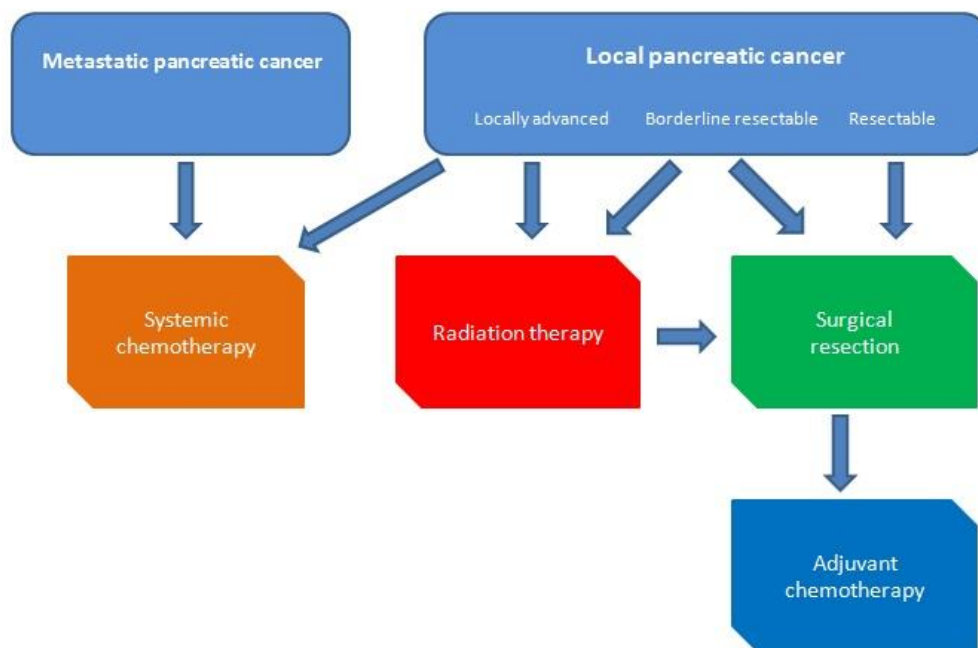 Metastatic pancreatic cancer
Local pancreatic cancer
Locally advanced
Borderline resectable
Resectable
Systemic
chemotherapy
Radiation therapy
Surgical
resection
Adjuvant
chemotherapy